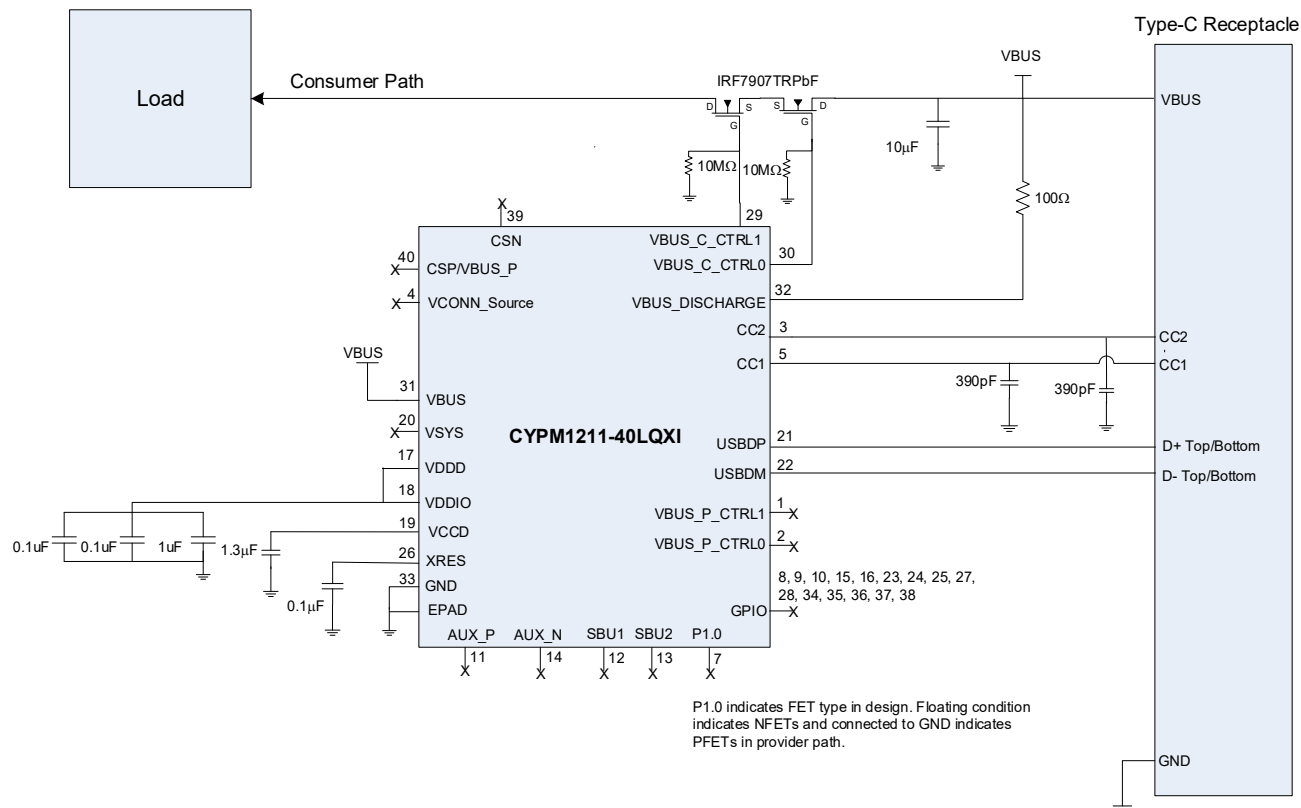 Type-C Receptacle
Load
Consumer Path
IRF7907TRPbF
VBUS
D
S
S
D
G
G
VBUS
10MΩ
10MΩ
10μF
100Ω
X
39
29
CSN
VBUS_C_CTRL1
30
VBUS_C_CTRL0
40
X
CSP/VBUS_P
4
X
VCONN_Source
32
VBUS_DISCHARGE
3
CC2
CC2
5
CC1
CC1
VBUS
390pF
390pF
31
VBUS
20
X
VSYS
CYPM1211-40LQXI
21
USBDP
D+ Top/Bottom
22
USBDM
D- Top/Bottom
17
VDDD
18
VDDIO
19
VCCD
26
XRES
33
GND
EPAD
0.1uF
0.1uF
1uF
1.3μF
0.1μF
1
VBUS_P_CTRL1
X
2
VBUS_P_CTRL0
X
8, 9, 10, 15, 16, 23, 24, 25, 27,
28, 34, 35, 36, 37, 38
GPIO
X
AUX_P
AUX_N
SBU1
SBU2
P1.0
11
14
12
13
7
X
X
X
X
X
P1.0 indicates FET type in design. Floating condition
indicates NFETs and connected to GND indicates
PFETs in provider path.
GND